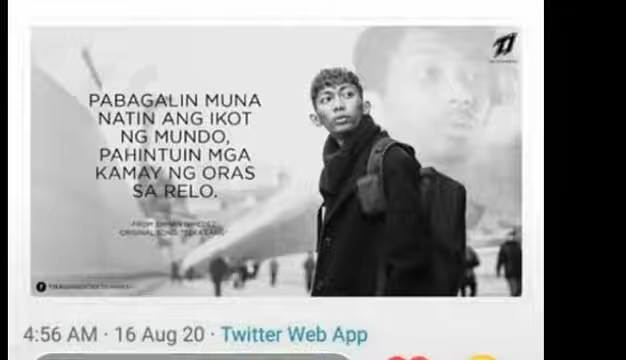 TJ
PABAGALIN MUNA
NATIN ANG IKOT
NG MUNDO,
PAHINTUIN MGA
KAMAY NG ORAS
SA RELO.
4:56 AM · 16 Aug 20 · Twitter Web App